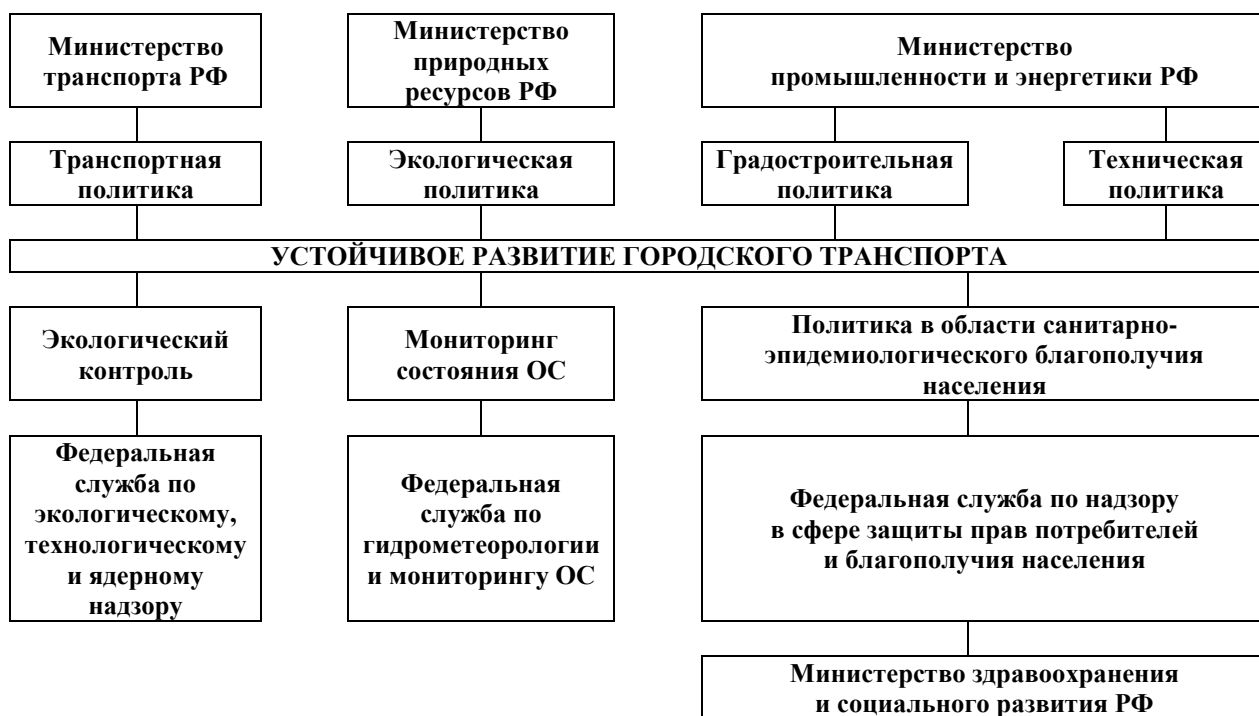 Министерство
транспорта РФ
Министерство
природных
ресурсов РФ
Министерство
промышленности и энергетики РФ
Транспортная
политика
Экологическая
политика
Градостроительная
политика
Техническая
политика
УСТОЙЧИВОЕ РАЗВИТИЕ ГОРОДСКОГО ТРАНСПОРТА
Экологический
контроль
Мониторинг
состояния ОС
Политика в области санитарно-
эпидемиологического благополучия
населения
Федеральная
служба по
экологическому,
технологическому
и ядерному
надзору
Федеральная
служба по
гидрометеорологии
и мониторингу ОС
Федеральная служба по надзору
в сфере защиты прав потребителей
и благополучия населения
Министерство здравоохранения
и социального развития РФ